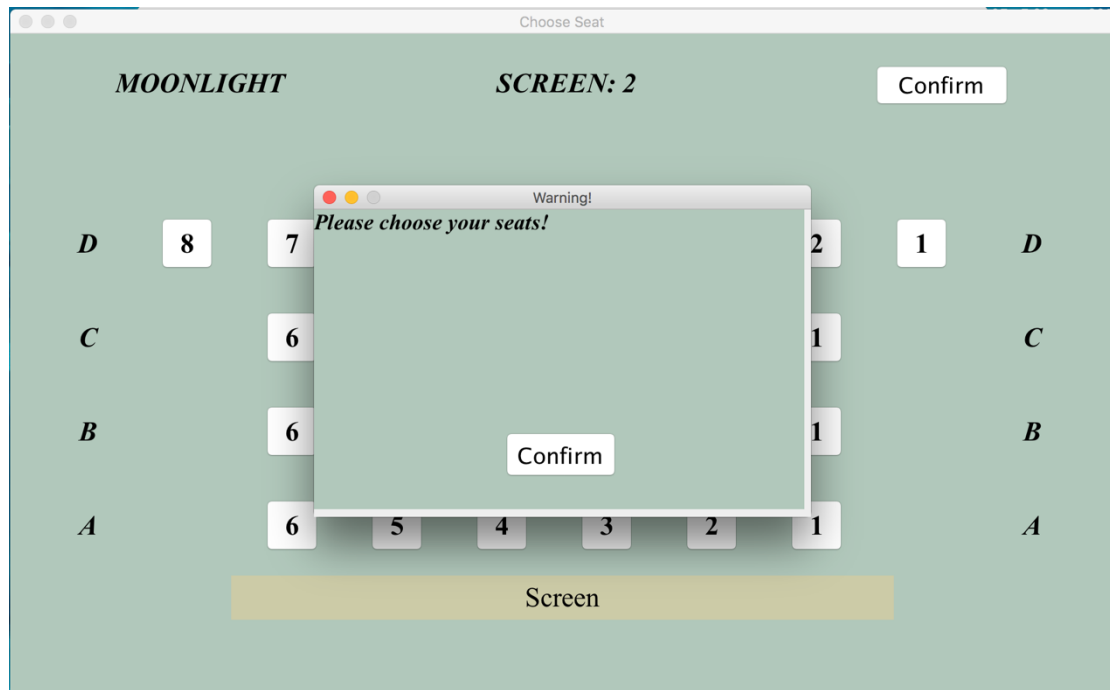 Choose Seat
MOONLIGHT SCREEN: 2 Confirm
Warning!
Please choose your seats!
D 8 7 2 1 D
C 6 1 C
B 6 1 B
Confirm
A 6 5 4 3 2 1 A
Screen